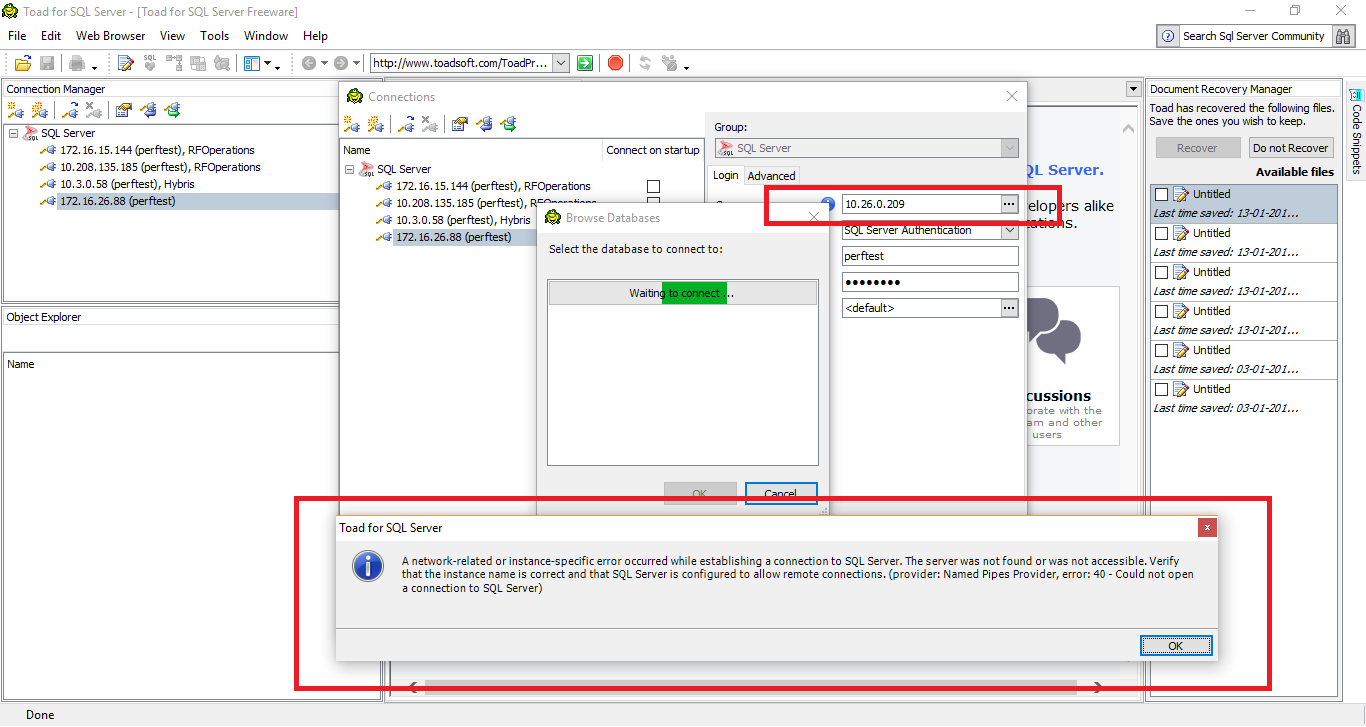 Toad for SQL Server - [Toad for SQL Server Freeware]
File Edit Web Browser View Tools Window Help
Search Sql Server Community
SQL
http://www.toadsoft.com/ToadPr...
Connection Manager
SQL Server
172.16.15.144 (perftest), RFOperations
10.208.135.185 (perftest), RFOperations
10.3.0.58 (perftest), Hybris
172.16.26.88 (perftest)
Object Explorer
Name
Connections
Name Connect on startup
SQL Server
172.16.15.144 (perftest), RFOperations
10.208.135.185 (perftest), RFOperations
10.3.0.58 (perftest), Hybris
172.16.26.88 (perftest)
Group:
SQL Server
Login Advanced
10.26.0.209
SQL Server Authentication
perftest
<default>
Browse Databases
Select the database to connect to:
Waiting to connect ...
OK Cancel
QL Server.
elopers alike
ations.
cussions
orate with the
am and other
users
Document Recovery Manager
Toad has recovered the following files.
Save the ones you wish to keep.
Recover Do not Recover
Available files
Untitled
Last time saved: 13-01-201...
Untitled
Last time saved: 13-01-201...
Untitled
Last time saved: 13-01-201...
Untitled
Last time saved: 13-01-201...
Untitled
Last time saved: 03-01-201...
Untitled
Last time saved: 03-01-201...
Code Snippets
Toad for SQL Server
A network-related or instance-specific error occurred while establishing a connection to SQL Server. The server was not found or was not accessible. Verify
that the instance name is correct and that SQL Server is configured to allow remote connections. (provider: Named Pipes Provider, error: 40 - Could not open
a connection to SQL Server)
OK
Done